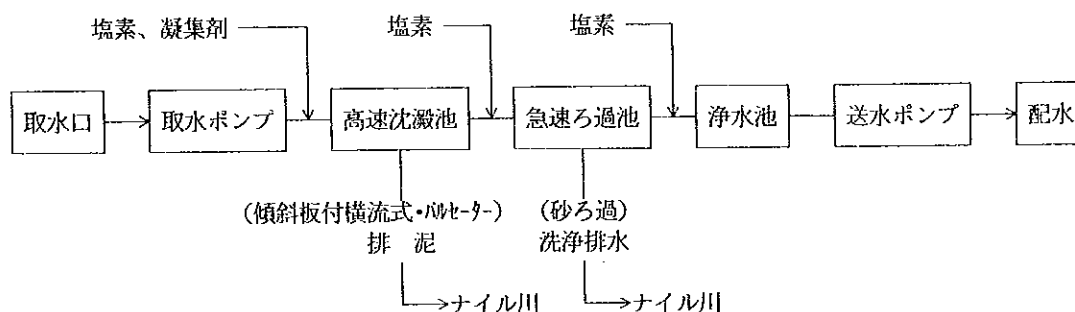 塩素、凝集剤
塩素
塩素
取水口
取水ポンプ
高速沈澱池
急速ろ過池
浄水池
送水ポンプ
配水
(傾斜板付横流式・パルセーター)
排 泥
(砂ろ過)
洗浄排水
ナイル川
ナイル川